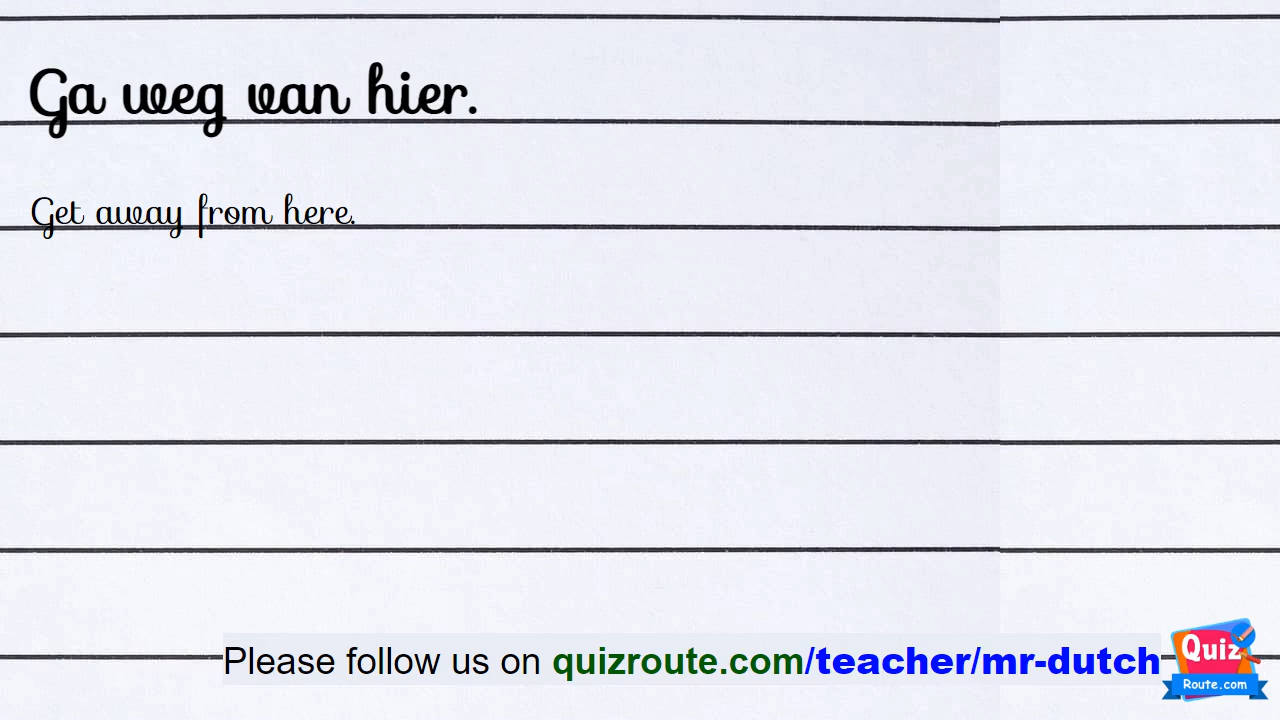 Ga weg van hier.
Get away from here.
Please follow us on quizroute.com/teacher/mr-dutch
Quiz
Route.com